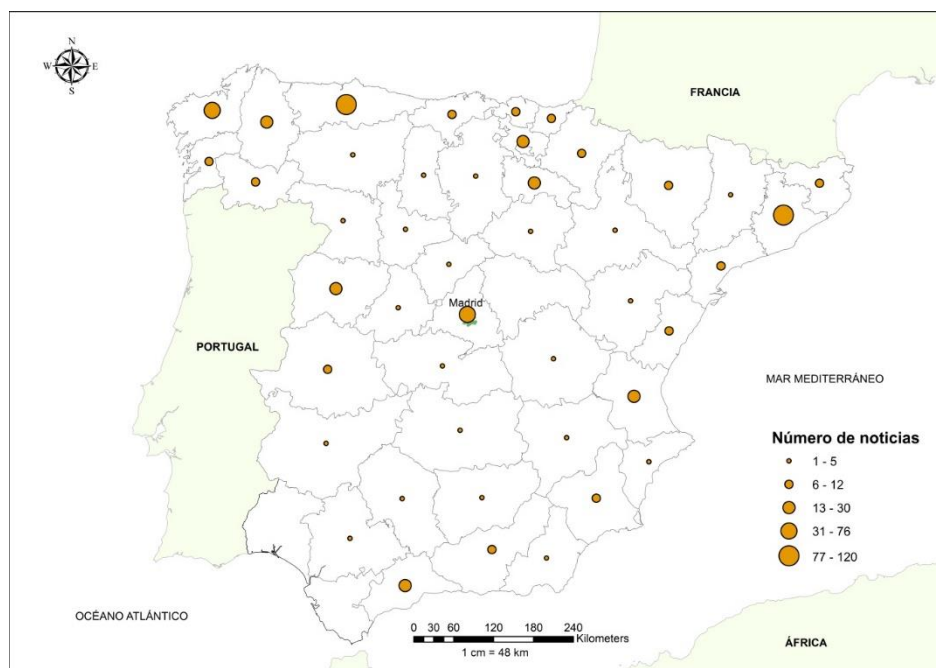 N
W E
S
FRANCIA
Madrid
PORTUGAL
MAR MEDITERRÁNEO
Número de noticias
1 - 5
6 - 12
13 - 30
31 - 76
77 - 120
OCÉANO ATLÁNTICO
0 30 60 120 180 240
Kilometers
1 cm = 48 km
ÁFRICA